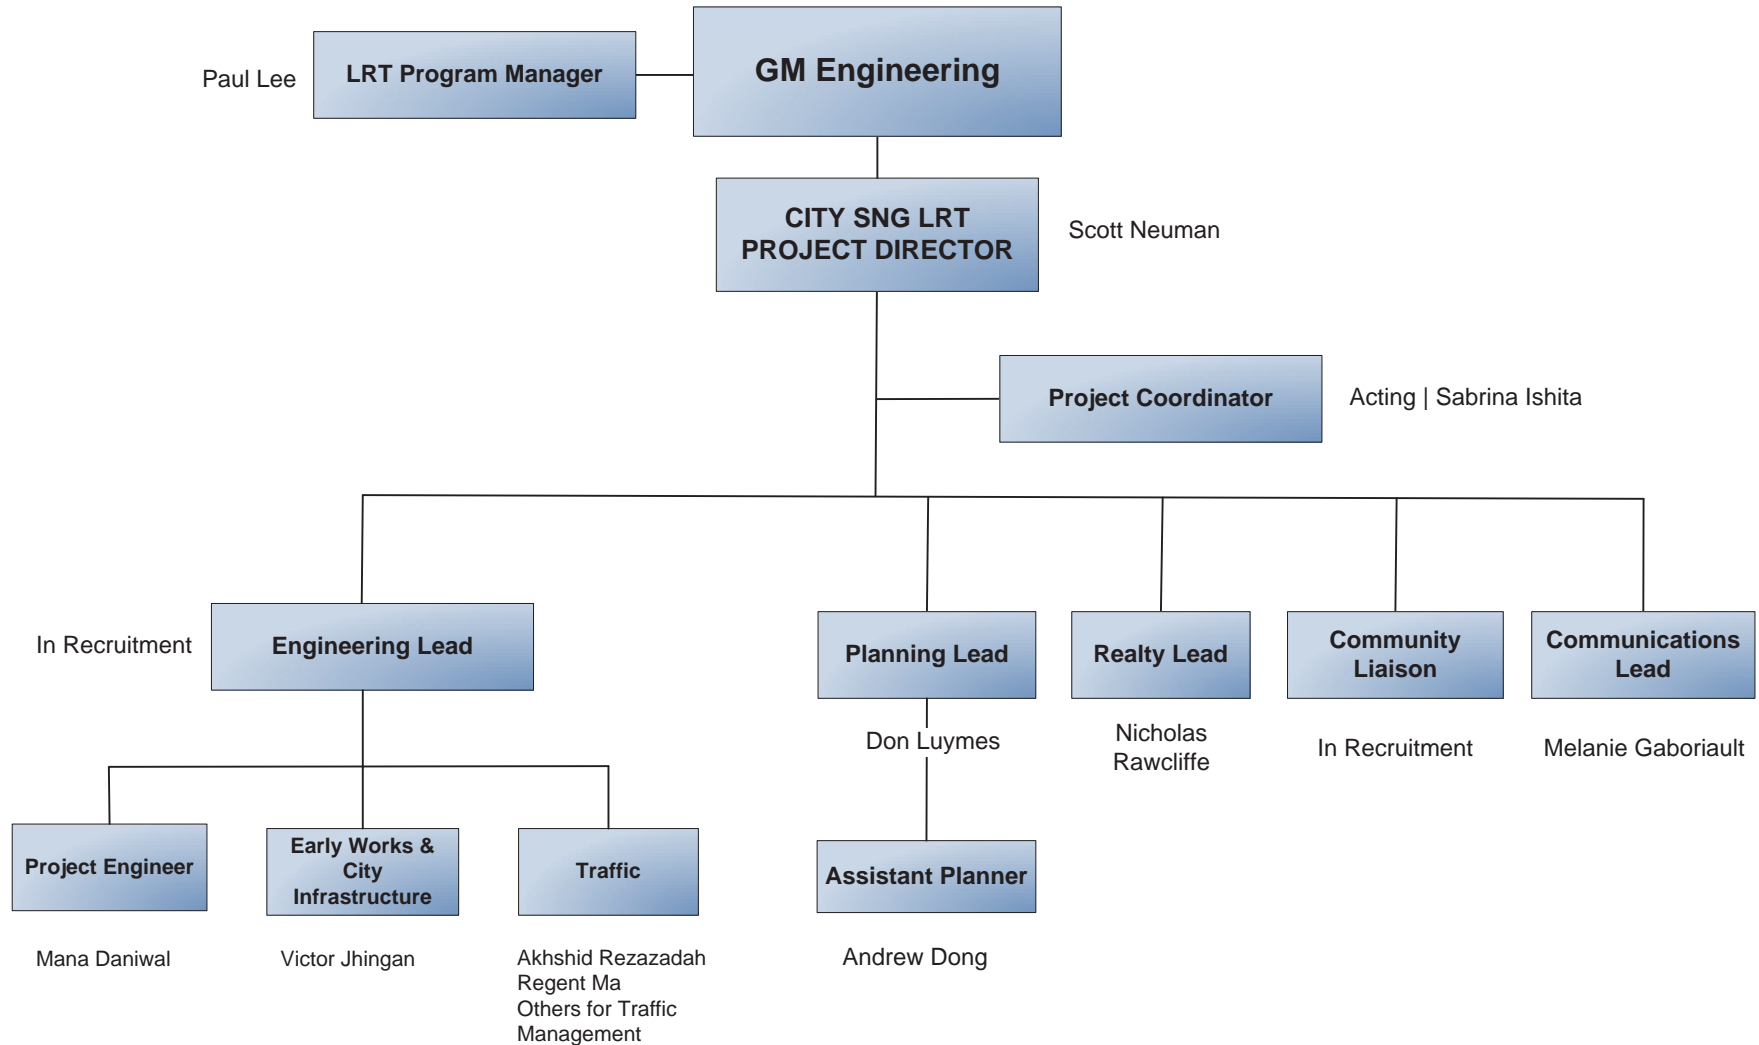 Paul Lee
LRT Program Manager
GM Engineering
CITY SNG LRT
PROJECT DIRECTOR
Scott Neuman
Project Coordinator
Acting | Sabrina Ishita
In Recruitment
Engineering Lead
Planning Lead
Realty Lead
Community
Liaison
Communications
Lead
Don Luymes
Nicholas
Rawcliffe
In Recruitment
Melanie Gaboriault
Project Engineer
Early Works &
City
Infrastructure
Traffic
Assistant Planner
Mana Daniwal
Victor Jhingan
Akhshid Rezazadah
Regent Ma
Others for Traffic
Management
Andrew Dong